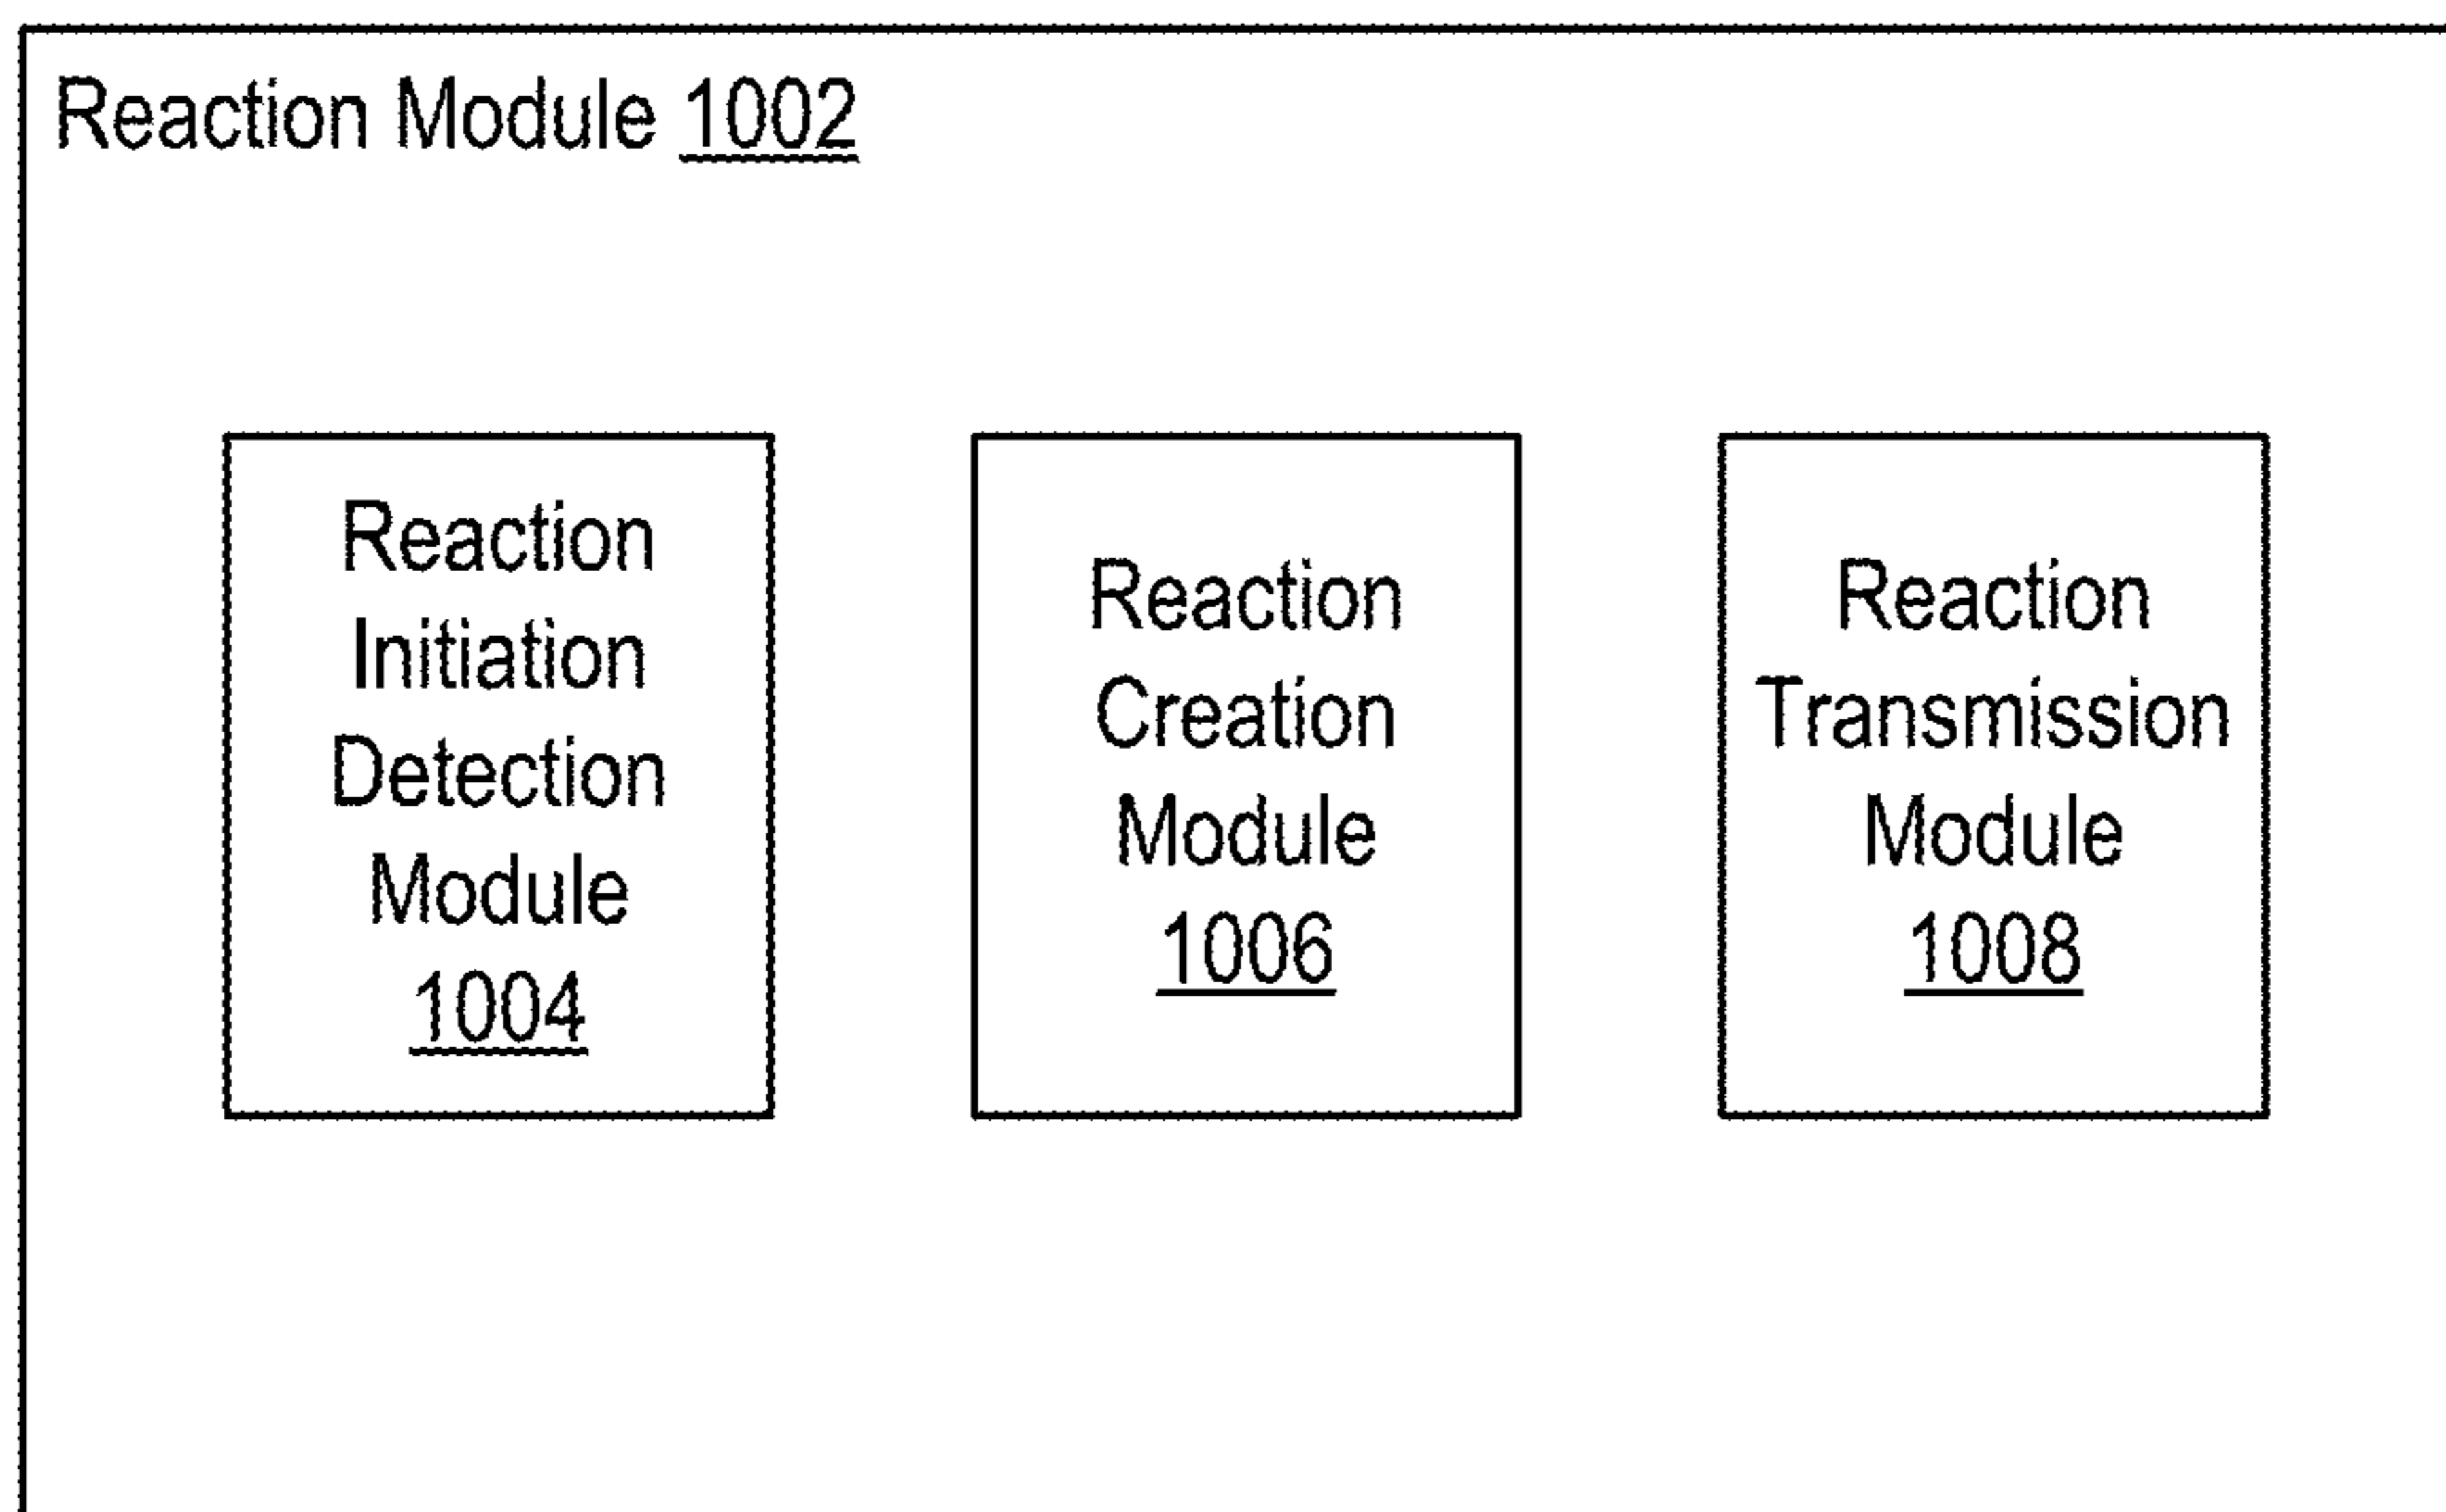 Reaction Module 1002
Reaction
Initiation
Detection
Module
1004
Reaction
Creation
Module
1006
Reaction
Transmission
Module
1008